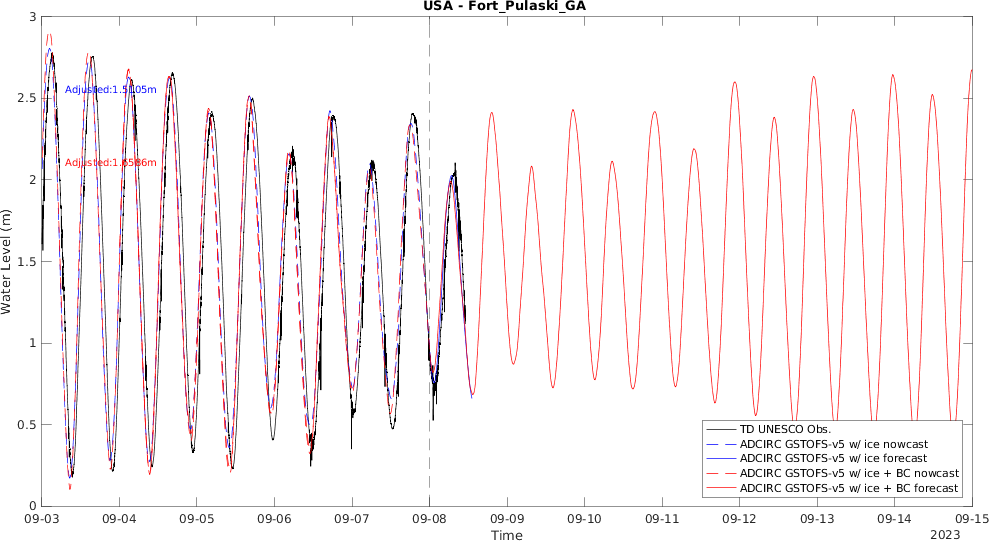 USA - Fort_Pulaski_GA
3
2.5
2
1.5
1
0.5
0
Water Level (m)
Adjusted:1.5105m
Adjusted:1.6586m
09-03 09-04 09-05 09-06 09-07 09-08 09-09 09-10 09-11 09-12 09-13 09-14 09-15
Time
2023
TD UNESCO Obs.
ADCIRC GSTOFS-v5 w/ ice nowcast
ADCIRC GSTOFS-v5 w/ ice forecast
ADCIRC GSTOFS-v5 w/ ice + BC nowcast
ADCIRC GSTOFS-v5 w/ ice + BC forecast